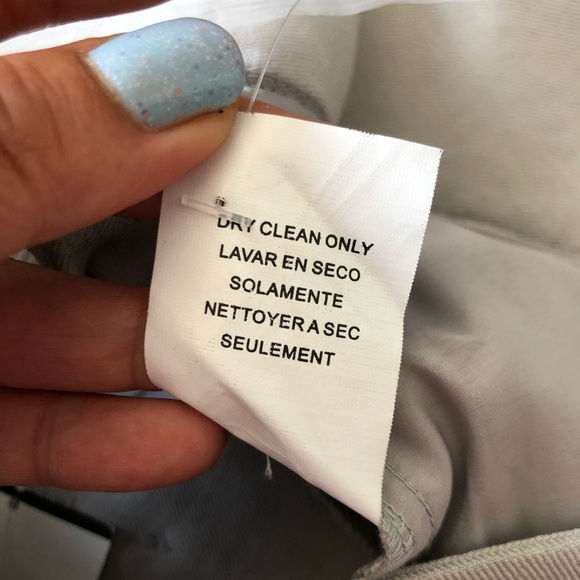 DRY CLEAN ONLY
LAVAR EN SECO
SOLAMENTE
NETTOYER A SEC
SEULEMENT